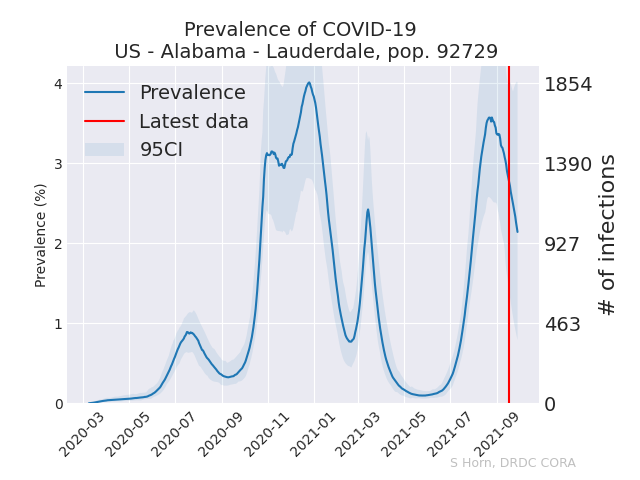 Prevalence of COVID-19
US - Alabama - Lauderdale, pop. 92729
Prevalence
Latest data
95CI
Prevalence (%)
4
3
2
1
0
1854
1390
927
463
0
# of infections
2020-03
2020-05
2020-07
2020-09
2020-11
2021-01
2021-03
2021-05
2021-07
2021-09
S Horn, DRDC CORA